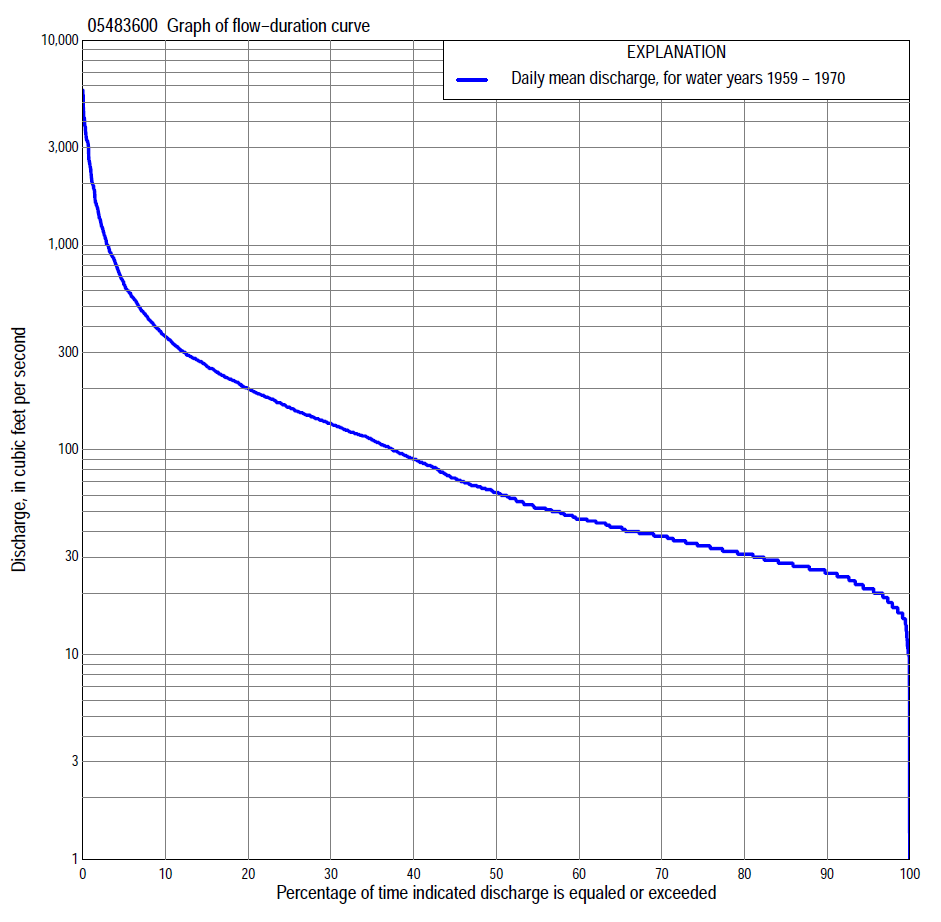 05483600 Graph of flow−duration curve
EXPLANATION
Daily mean discharge, for water years 1959 − 1970
Discharge, in cubic feet per second
10,000
3,000
1,000
300
100
30
10
3
1
0 10 20 30 40 50 60 70 80 90 100
Percentage of time indicated discharge is equaled or exceeded